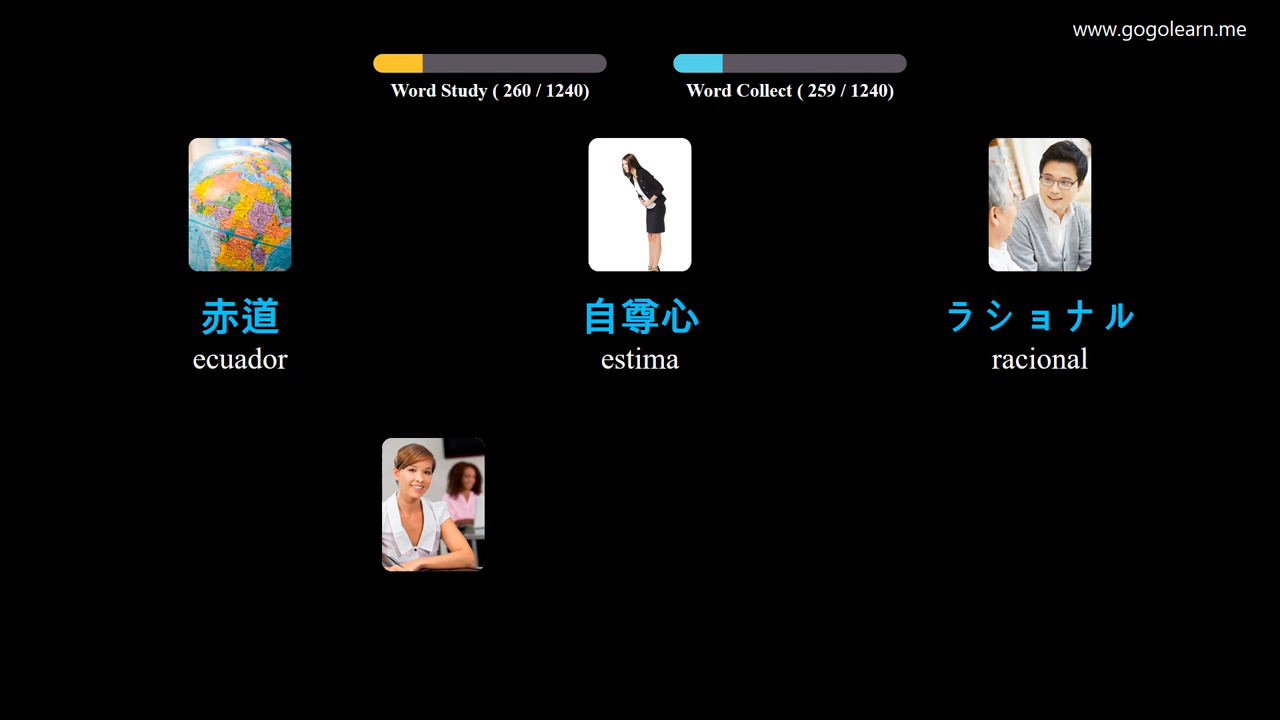 www.gogolearn.me
Word Study ( 260 / 1240)
Word Collect ( 259 / 1240)
赤道
ecuador
自尊心
estima
ラショナル
racional